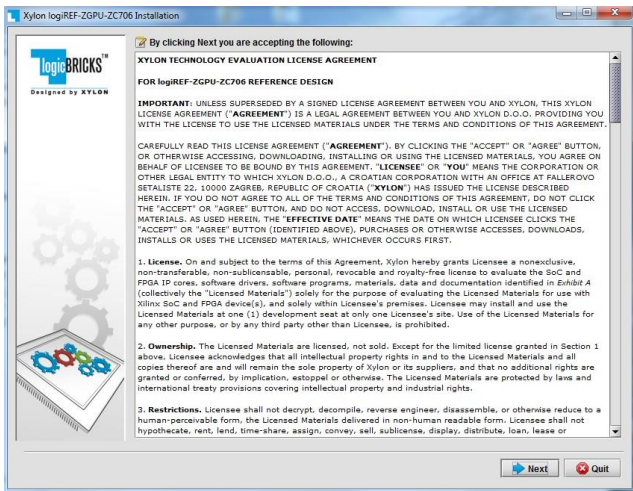 Xylon logiREF-ZGPU-ZC706 Installation
logicBRICKS™
Designed by XYLON
By clicking Next you are accepting the following:
XYLON TECHNOLOGY EVALUATION LICENSE AGREEMENT
FOR logiREF-ZGPU-ZC706 REFERENCE DESIGN
IMPORTANT: UNLESS SUPERSEDED BY A SIGNED LICENSE AGREEMENT BETWEEN YOU AND XYLON, THIS XYLON
LICENSE AGREEMENT ("AGREEMENT") IS A LEGAL AGREEMENT BETWEEN YOU AND XYLON D.O.O. PROVIDING YOU
WITH THE LICENSE TO USE THE LICENSED MATERIALS UNDER THE TERMS AND CONDITIONS OF THIS AGREEMENT.
CAREFULLY READ THIS LICENSE AGREEMENT ("AGREEMENT"). BY CLICKING THE "ACCEPT" OR "AGREE" BUTTON,
OR OTHERWISE ACCESSING, DOWNLOADING, INSTALLING OR USING THE LICENSED MATERIALS, YOU AGREE ON
BEHALF OF LICENSEE TO BE BOUND BY THIS AGREEMENT. "LICENSEE" OR "YOU" MEANS THE CORPORATION OR
OTHER LEGAL ENTITY TO WHICH XYLON D.O.O., A CROATIAN CORPORATION WITH AN OFFICE AT FALLEROVO
SETALISTE 22, 10000 ZAGREB, REPUBLIC OF CROATIA ("XYLON") HAS ISSUED THE LICENSE DESCRIBED
HEREIN. IF YOU DO NOT AGREE TO ALL OF THE TERMS AND CONDITIONS OF THIS AGREEMENT, DO NOT CLICK
THE "ACCEPT" OR "AGREE" BUTTON, AND DO NOT ACCESS, DOWNLOAD, INSTALL OR USE THE LICENSED
MATERIALS. AS USED HEREIN, THE "EFFECTIVE DATE" MEANS THE DATE ON WHICH LICENSEE CLICKS THE
"ACCEPT" OR "AGREE" BUTTON (IDENTIFIED ABOVE), PURCHASES OR OTHERWISE ACCESSES, DOWNLOADS,
INSTALLS OR USES THE LICENSED MATERIALS, WHICHEVER OCCURS FIRST.
1. License. On and subject to the terms of this Agreement, Xylon hereby grants Licensee a nonexclusive,
non-transferable, non-sublicensable, personal, revocable and royalty-free license to evaluate the SoC and
FPGA IP cores, software drivers, software programs, materials, data and documentation identified in Exhibit A
(collectively the "Licensed Materials") solely for the purpose of evaluating the Licensed Materials for use with
Xilinx SoC and FPGA device(s), and solely within Licensee's premises. Licensee may install and use the
Licensed Materials at one (1) development seat at only one Licensee's site. Use of the Licensed Materials for
any other purpose, or by any third party other than Licensee, is prohibited.
2. Ownership. The Licensed Materials are licensed, not sold. Except for the limited license granted in Section 1
above, Licensee acknowledges that all intellectual property rights in and to the Licensed Materials and all
copies thereof are and will remain the sole property of Xylon or its suppliers, and that no additional rights are
granted or conferred, by implication, estoppel or otherwise. The Licensed Materials are protected by laws and
international treaty provisions covering intellectual property and industrial rights.
3. Restrictions. Licensee shall not decrypt, decompile, reverse engineer, disassemble, or otherwise reduce to a
human-perceivable form, the Licensed Materials delivered in non-human readable form. Licensee shall not
hypothecate, rent, lend, time-share, assign, convey, sell, sublicense, display, distribute, loan, lease or
Next
Quit